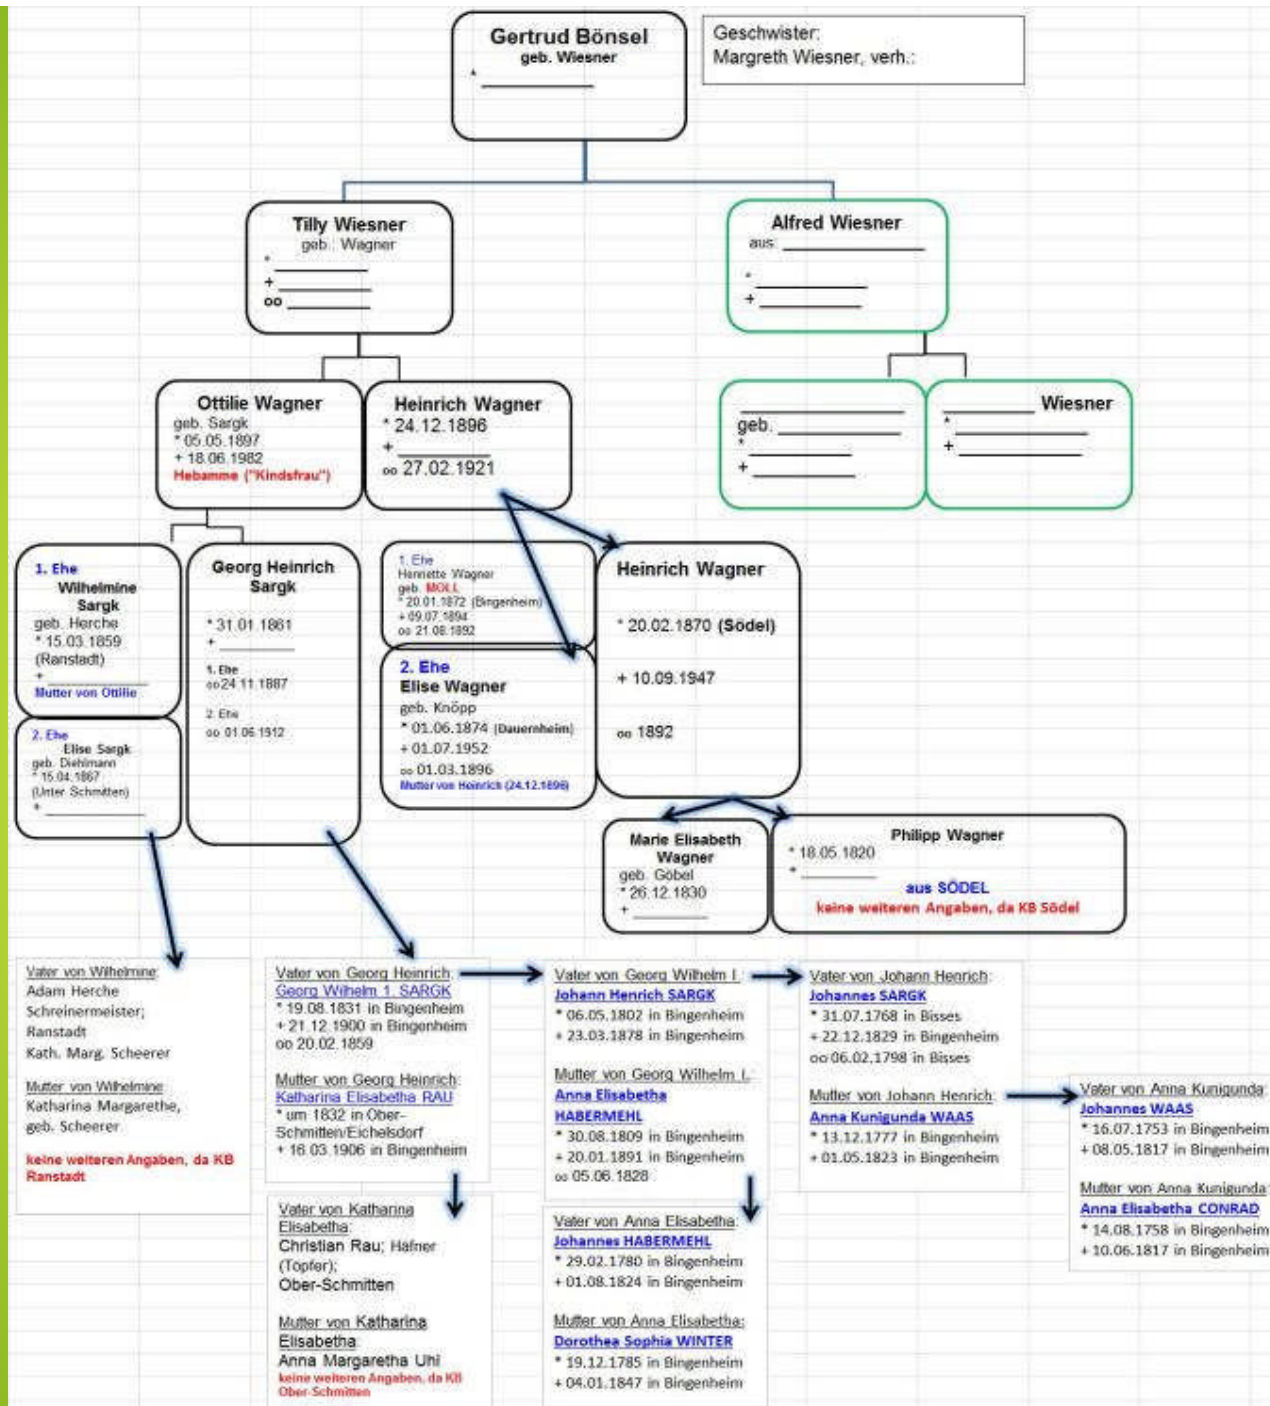 Gertrud Bönsel
geb. Wiesner
* ____________
Geschwister:
Margreth Wiesner, verh.:
Tilly Wiesner
geb.: Wagner
* ____________
+ ____________
oo ____________
Alfred Wiesner
aus: ____________
* ____________
+ ____________
Ottilie Wagner
geb. Sargk
* 05.05.1897
+ 18.06.1982
Hebamme ("Kindsfrau")
Heinrich Wagner
* 24.12.1896
+ ____________
oo 27.02.1921
____________
geb. ____________
* ____________
+ ____________
____________ Wiesner
* ____________
+ ____________
1. Ehe
Wilhelmine
Sargk
geb. Herche
* 15.03.1859
(Ranstadt)
+ ____________
Mutter von Ottilie
2. Ehe
Elise Sargk
geb. Diehlmann
* 15.04.1867
(Unter Schmitten)
+ ____________
Georg Heinrich
Sargk
* 31.01.1861
+ ____________
1. Ehe
oo 24.11.1887
2. Ehe
oo 01.06.1912
1. Ehe
Henriette Wagner
geb. MOLL
* 20.01.1872 (Bingenheim)
+ 09.07.1894
oo 21.08.1892
2. Ehe
Elise Wagner
geb. Knöpp
* 01.06.1874 (Dauernheim)
+ 01.07.1952
oo 01.03.1896
Mutter von Heinrich (24.12.1896)
Heinrich Wagner
* 20.02.1870 (Södel)
+ 10.09.1947
oo 1892
Marie Elisabeth
Wagner
geb. Göbel
* 26.12.1830
+ ____________
Philipp Wagner
* 18.05.1820
* ____________
aus SÖDEL
keine weiteren Angaben, da KB Södel
Vater von Wilhelmine:
Adam Herche
Schreinermeister;
Ranstadt
Kath. Marg. Scheerer
Mutter von Wilhelmine:
Katharina Margarethe,
geb. Scheerer
keine weiteren Angaben, da KB
Ranstadt
Vater von Georg Heinrich:
Georg Wilhelm 1. SARGK
* 19.08.1831 in Bingenheim
+ 21.12.1900 in Bingenheim
oo 20.02.1859
Mutter von Georg Heinrich:
Katharina Elisabetha RAU
* um 1832 in Ober-
Schmitten/Eichelsdorf
+ 16.03.1906 in Bingenheim
Vater von Katharina
Elisabetha:
Christian Rau; Häfner
(Töpfer);
Ober-Schmitten
Mutter von Katharina
Elisabetha:
Anna Margaretha Uhl
keine weiteren Angaben, da KB
Ober-Schmitten
Vater von Georg Wilhelm I.:
Johann Henrich SARGK
* 06.05.1802 in Bingenheim
+ 23.03.1878 in Bingenheim
Mutter von Georg Wilhelm I.:
Anna Elisabetha
HABERMEHL
* 30.08.1809 in Bingenheim
+ 20.01.1891 in Bingenheim
oo 05.06.1828
Vater von Anna Elisabetha:
Johannes HABERMEHL
* 29.02.1780 in Bingenheim
+ 01.08.1824 in Bingenheim
Mutter von Anna Elisabetha:
Dorothea Sophia WINTER
* 19.12.1785 in Bingenheim
+ 04.01.1847 in Bingenheim
Vater von Johann Henrich:
Johannes SARGK
* 31.07.1768 in Bisses
+ 22.12.1829 in Bingenheim
oo 06.02.1798 in Bisses
Mutter von Johann Henrich:
Anna Kunigunda WAAS
* 13.12.1777 in Bingenheim
+ 01.05.1823 in Bingenheim
Vater von Anna Kunigunda:
Johannes WAAS
* 16.07.1753 in Bingenheim
+ 08.05.1817 in Bingenheim
Mutter von Anna Kunigunda:
Anna Elisabetha CONRAD
* 14.08.1758 in Bingenheim
+ 10.06.1817 in Bingenheim